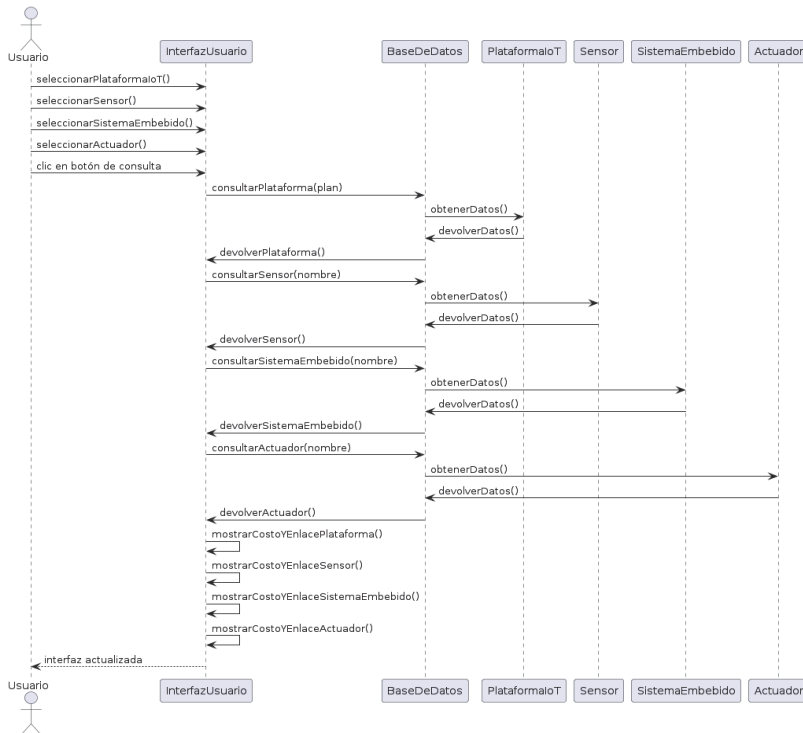 Usuario
InterfazUsuario
BaseDeDatos
PlataformaIoT
Sensor
SistemaEmbebido
Actuador
seleccionarPlataformaIoT()
seleccionarSensor()
seleccionarSistemaEmbebido()
seleccionarActuador()
clic en botón de consulta
consultarPlataforma(plan)
obtenerDatos()
devolverDatos()
devolverPlataforma()
consultarSensor(nombre)
obtenerDatos()
devolverDatos()
devolverSensor()
consultarSistemaEmbebido(nombre)
obtenerDatos()
devolverDatos()
devolverSistemaEmbebido()
consultarActuador(nombre)
obtenerDatos()
devolverDatos()
devolverActuador()
mostrarCostoYEnlacePlataforma()
mostrarCostoYEnlaceSensor()
mostrarCostoYEnlaceSistemaEmbebido()
mostrarCostoYEnlaceActuador()
interfaz actualizada
Usuario
InterfazUsuario
BaseDeDatos
PlataformaIoT
Sensor
SistemaEmbebido
Actuador